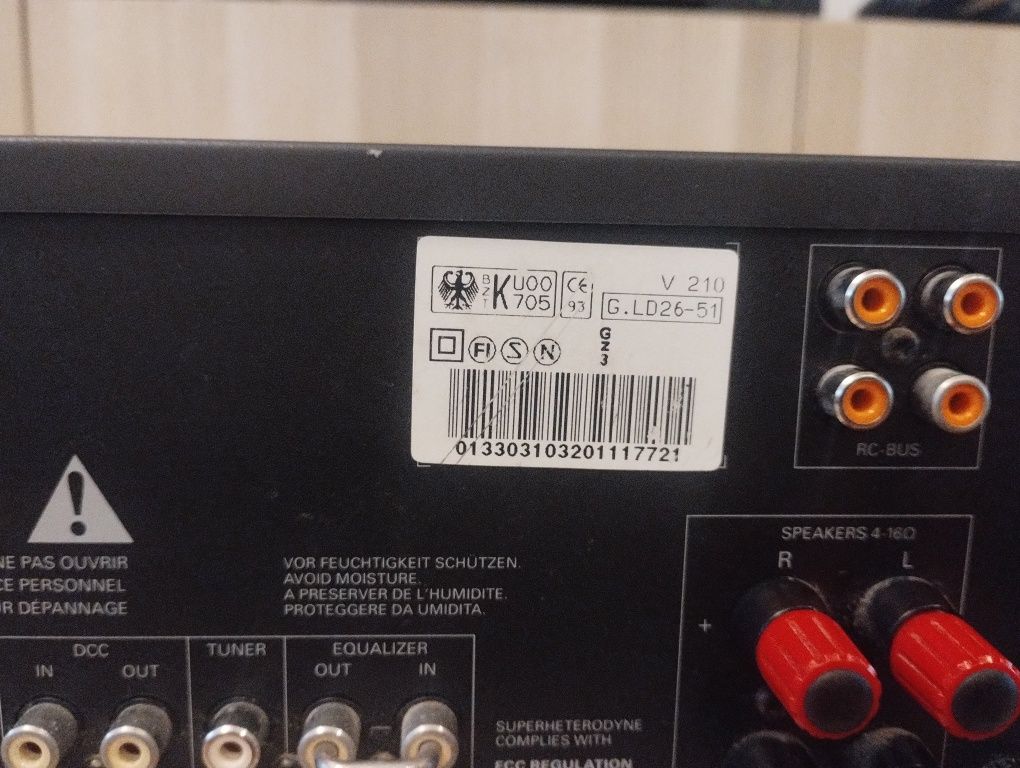 BZT KU00 705
CE 93
V 210
G.LD26-51
FI S N
GZ3
013303103201117721
RC-BUS
NE PAS OUVRIR
CE PERSONNEL
DÉPANNAGE
VOR FEUCHTIGKEIT SCHÜTZEN.
AVOID MOISTURE.
A PRESERVER DE L'HUMIDITE.
PROTEGGERE DA UMIDITA.
SPEAKERS 4-16Ω
R L
+
DCC
IN OUT
TUNER
EQUALIZER
OUT IN
SUPERHETERODYNE
COMPLIES WITH
FCC REGULATION